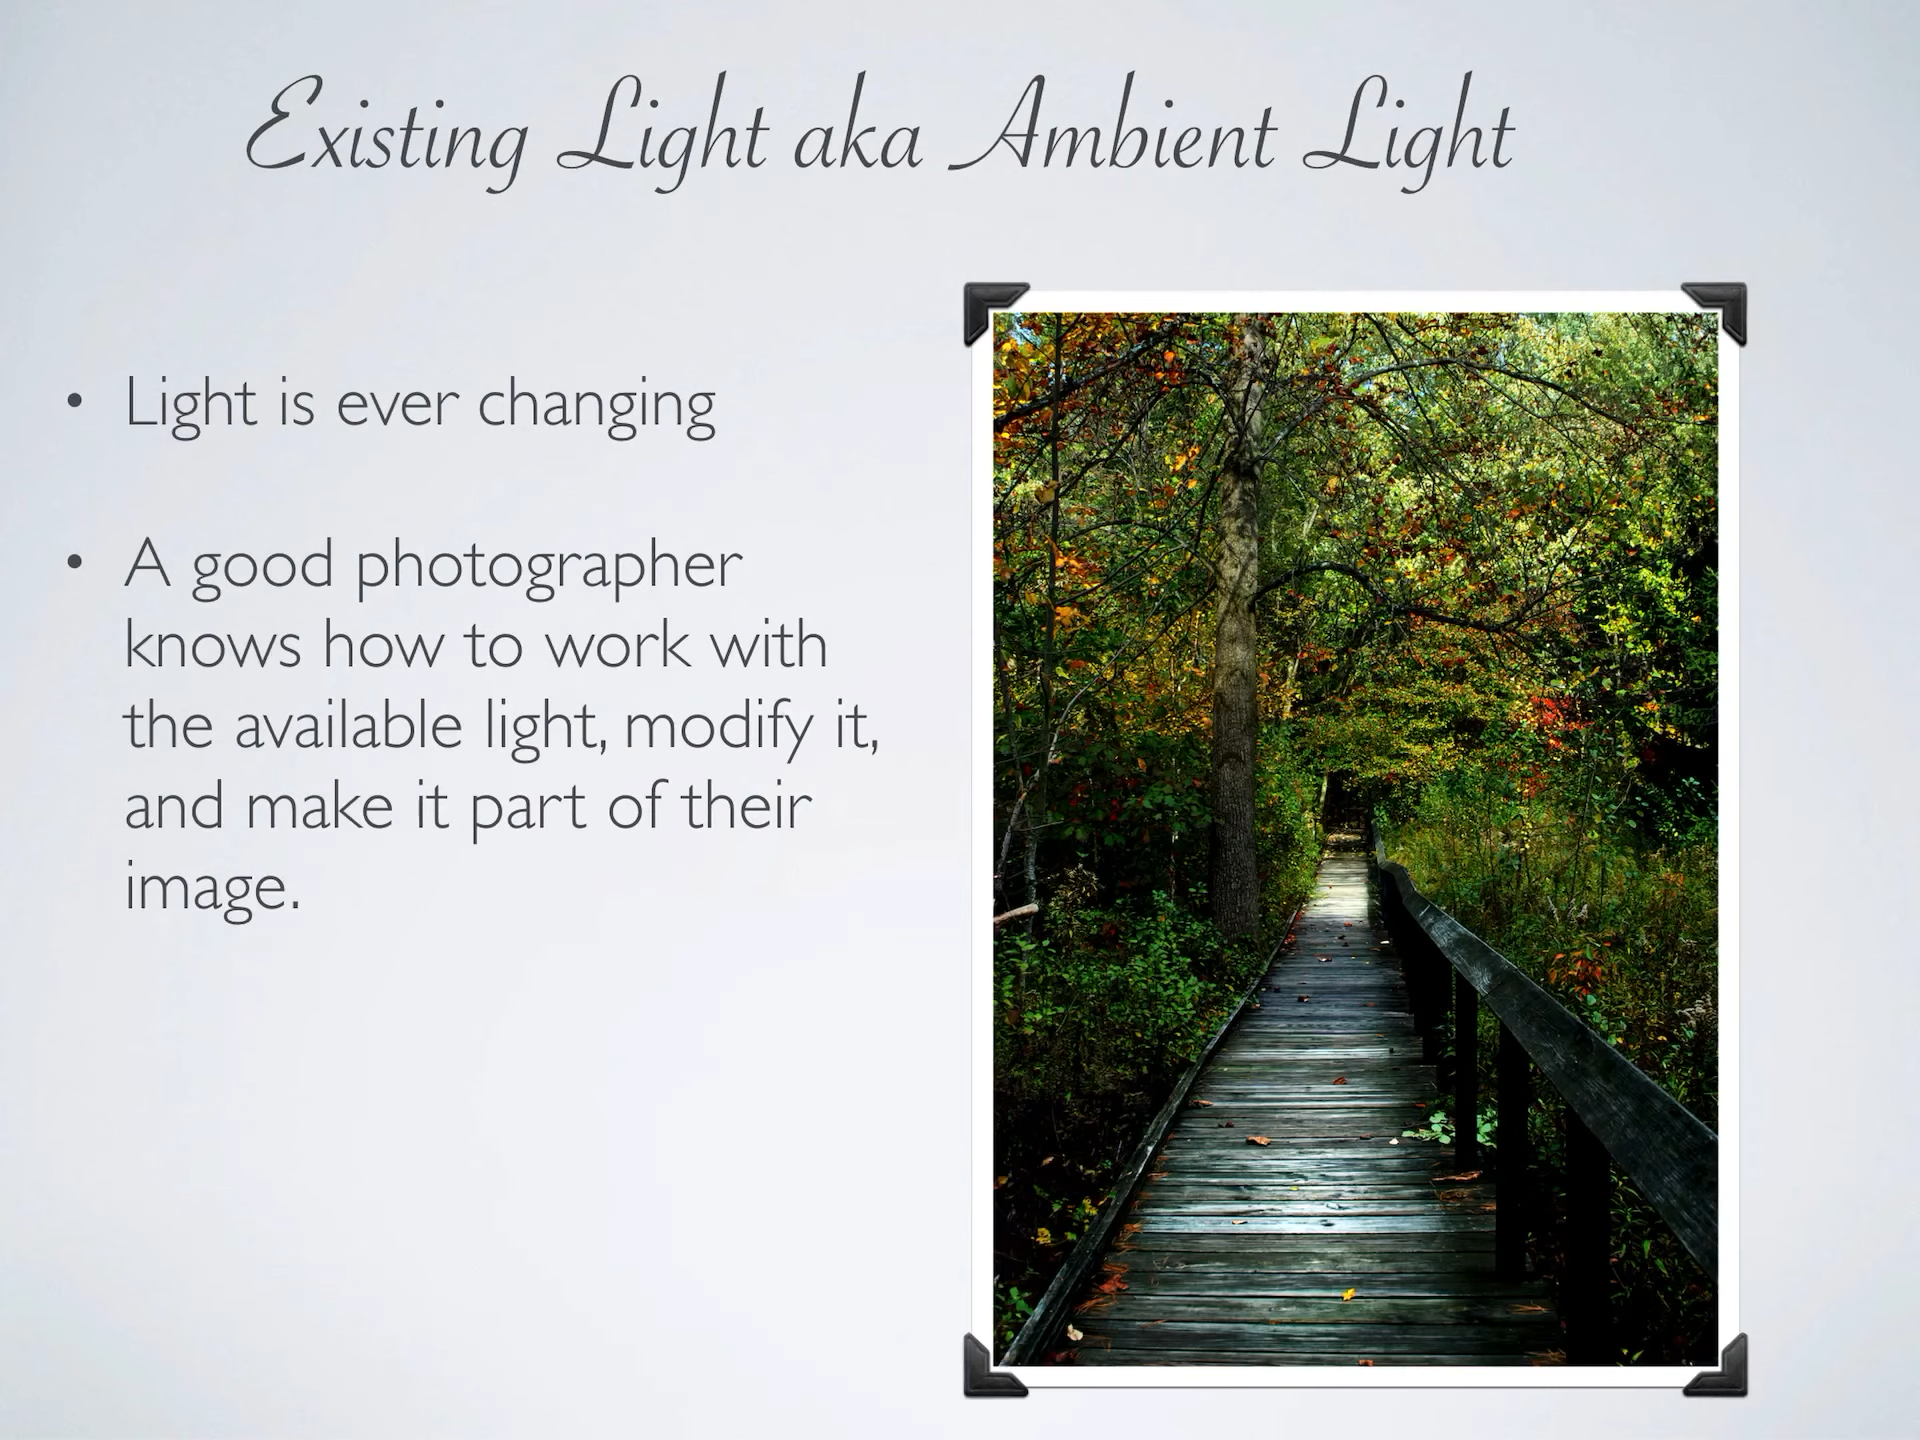 Existing Light aka Ambient Light
• Light is ever changing
• A good photographer
knows how to work with
the available light, modify it,
and make it part of their
image.